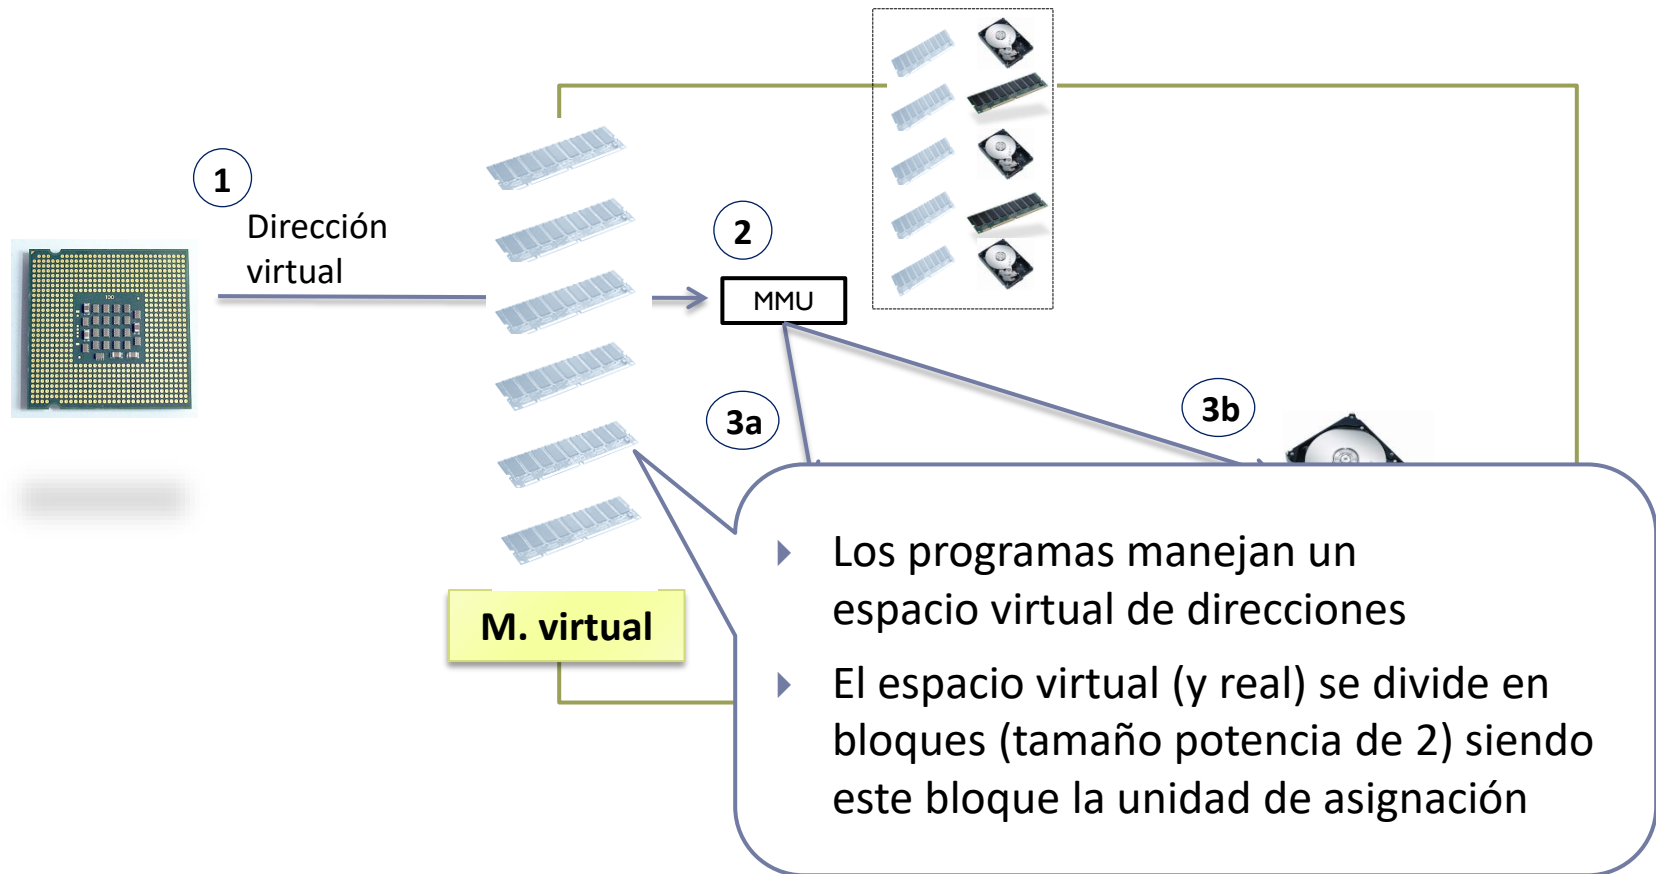 1
Dirección
virtual
2
MMU
3a
3b
M. virtual
Los programas manejan un
espacio virtual de direcciones
El espacio virtual (y real) se divide en
bloques (tamaño potencia de 2) siendo
este bloque la unidad de asignación